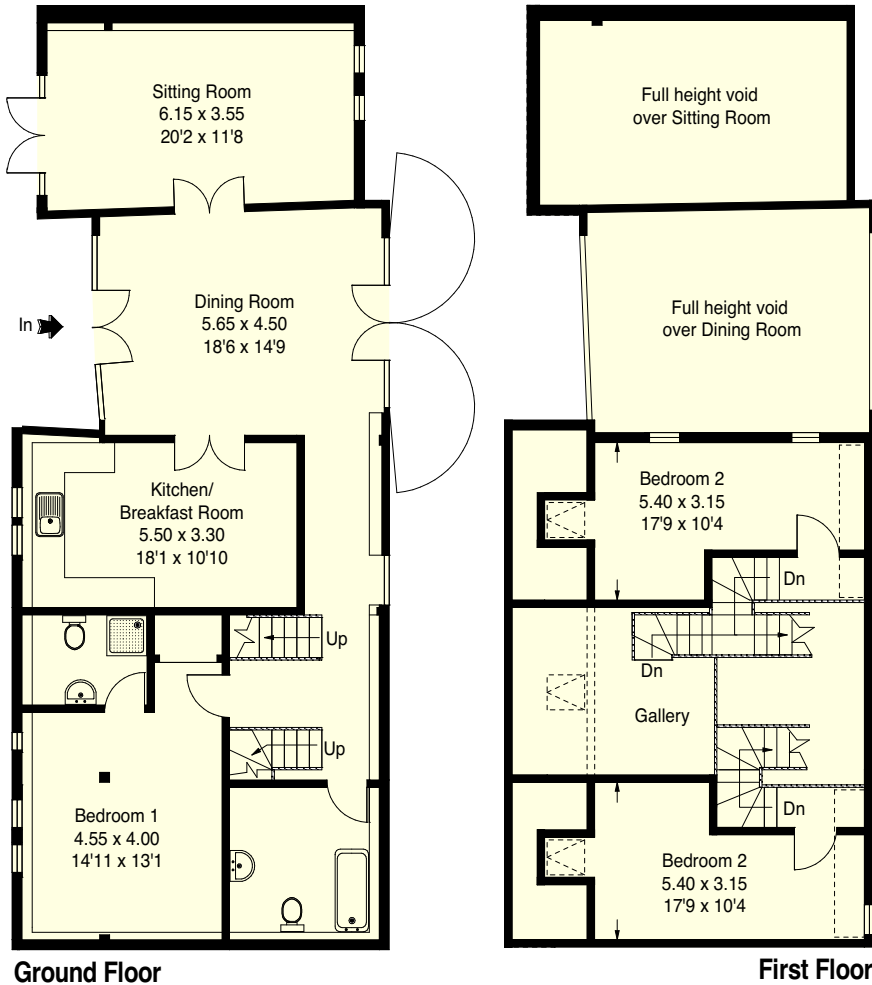 Sitting Room
6.15 x 3.55
20'2 x 11'8
In
Dining Room
5.65 x 4.50
18'6 x 14'9
Kitchen/
Breakfast Room
5.50 x 3.30
18'1 x 10'10
Up
Up
Bedroom 1
4.55 x 4.00
14'11 x 13'1
Ground Floor
Full height void
over Sitting Room
Full height void
over Dining Room
Bedroom 2
5.40 x 3.15
17'9 x 10'4
Dn
Dn
Gallery
Dn
Bedroom 2
5.40 x 3.15
17'9 x 10'4
First Floor